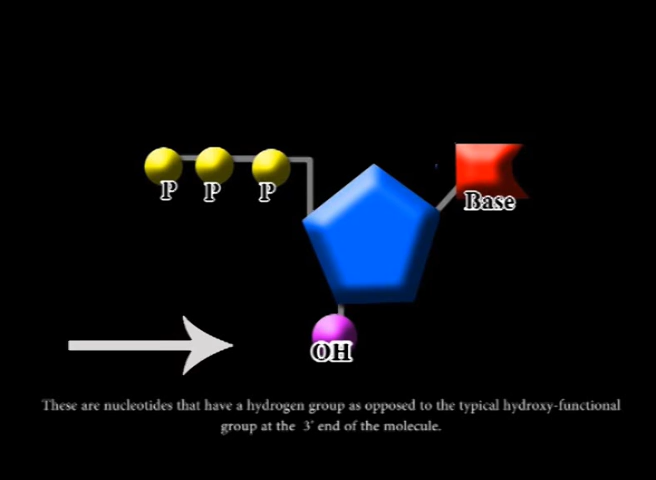 P P P
Base
OH
These are nucleotides that have a hydrogen group as opposed to the typical hydroxy-functional
group at the 3' end of the molecule.